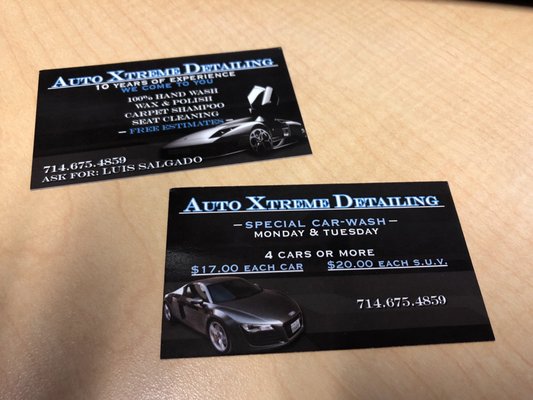 AUTO XTREME DETAILING
10 YEARS OF EXPERIENCE
WE COME TO YOU
100% HAND WASH
WAX & POLISH
CARPET SHAMPOO
SEAT CLEANING
– FREE ESTIMATES –
714.675.4859
ASK FOR: LUIS SALGADO
AUTO XTREME DETAILING
–SPECIAL CAR-WASH–
MONDAY & TUESDAY
4 CARS OR MORE
$17.00 EACH CAR $20.00 EACH S.U.V.
714.675.4859